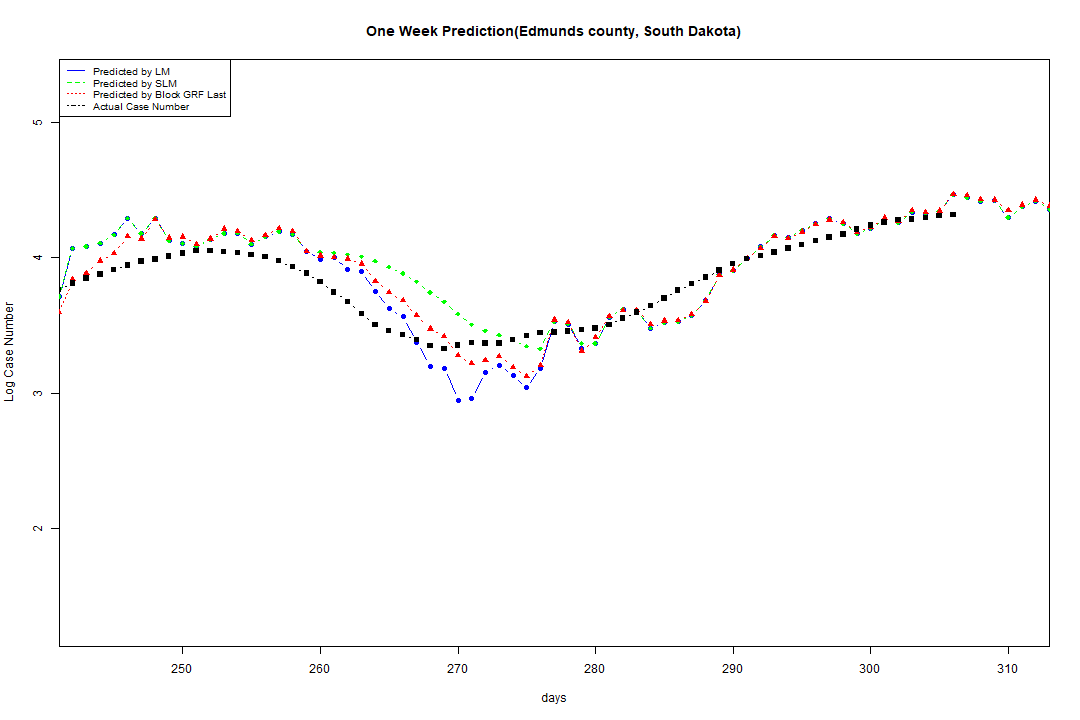 One Week Prediction(Edmunds county, South Dakota)
Predicted by LM
Predicted by SLM
Predicted by Block GRF Last
Actual Case Number
5
4
3
2
Log Case Number
250 260 270 280 290 300 310
days